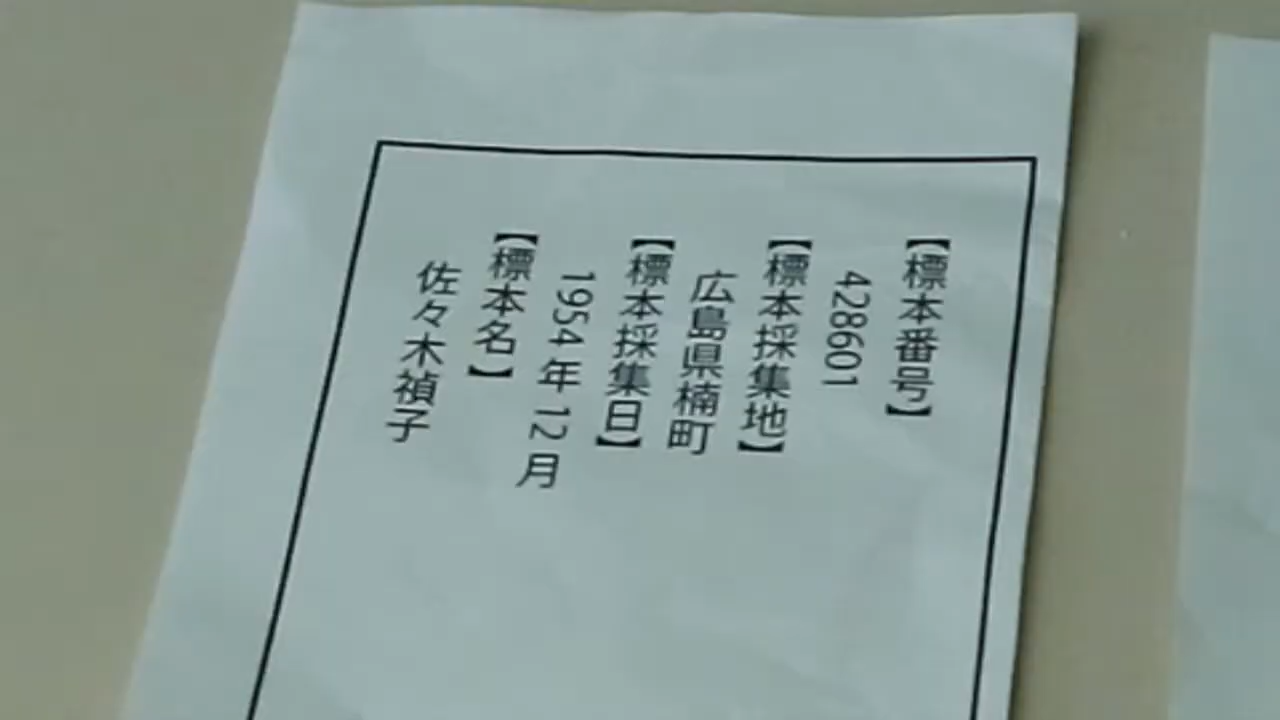 【標本番号】
428601
【標本採集地】
広島県楠町
【標本採集日】
1954年12月
【標本名】
佐々木禎子